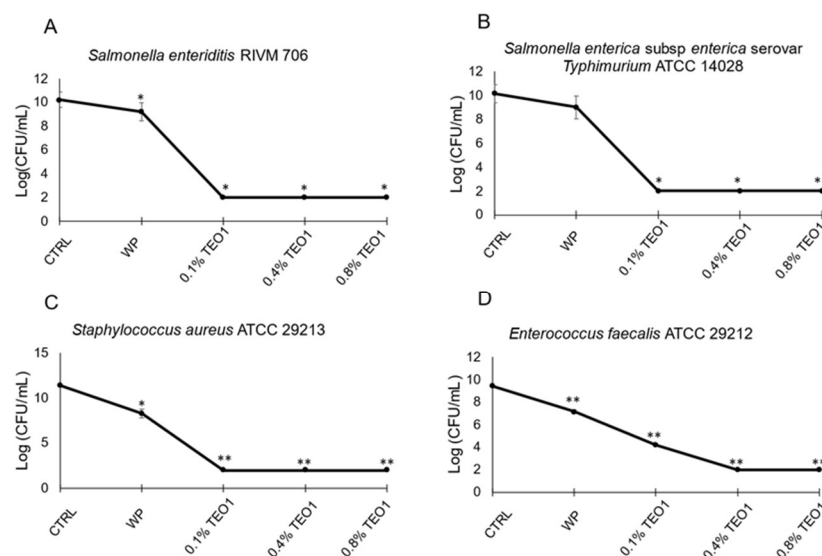 A
Salmonella enteriditis RIVM 706
Log(CFU/mL)
12
10
8
6
4
2
0
*
*
*
*
CTRL
WP
0.1% TEO1
0.4% TEO1
0.8% TEO1
B
Salmonella enterica subsp enterica serovar
Typhimurium ATCC 14028
Log (CFU/mL)
12
10
8
6
4
2
0
*
*
*
CTRL
WP
0.1% TEO1
0.4% TEO1
0.8% TEO1
C
Staphylococcus aureus ATCC 29213
Log (CFU/mL)
15
10
5
0
*
**
**
**
CTRL
WP
0.1% TEO1
0.4% TEO1
0.8% TEO1
D
Enterococcus faecalis ATCC 29212
Log (CFU/mL)
12
10
8
6
4
2
0
**
**
**
**
CTRL
WP
0.1% TEO1
0.4% TEO1
0.8% TEO1